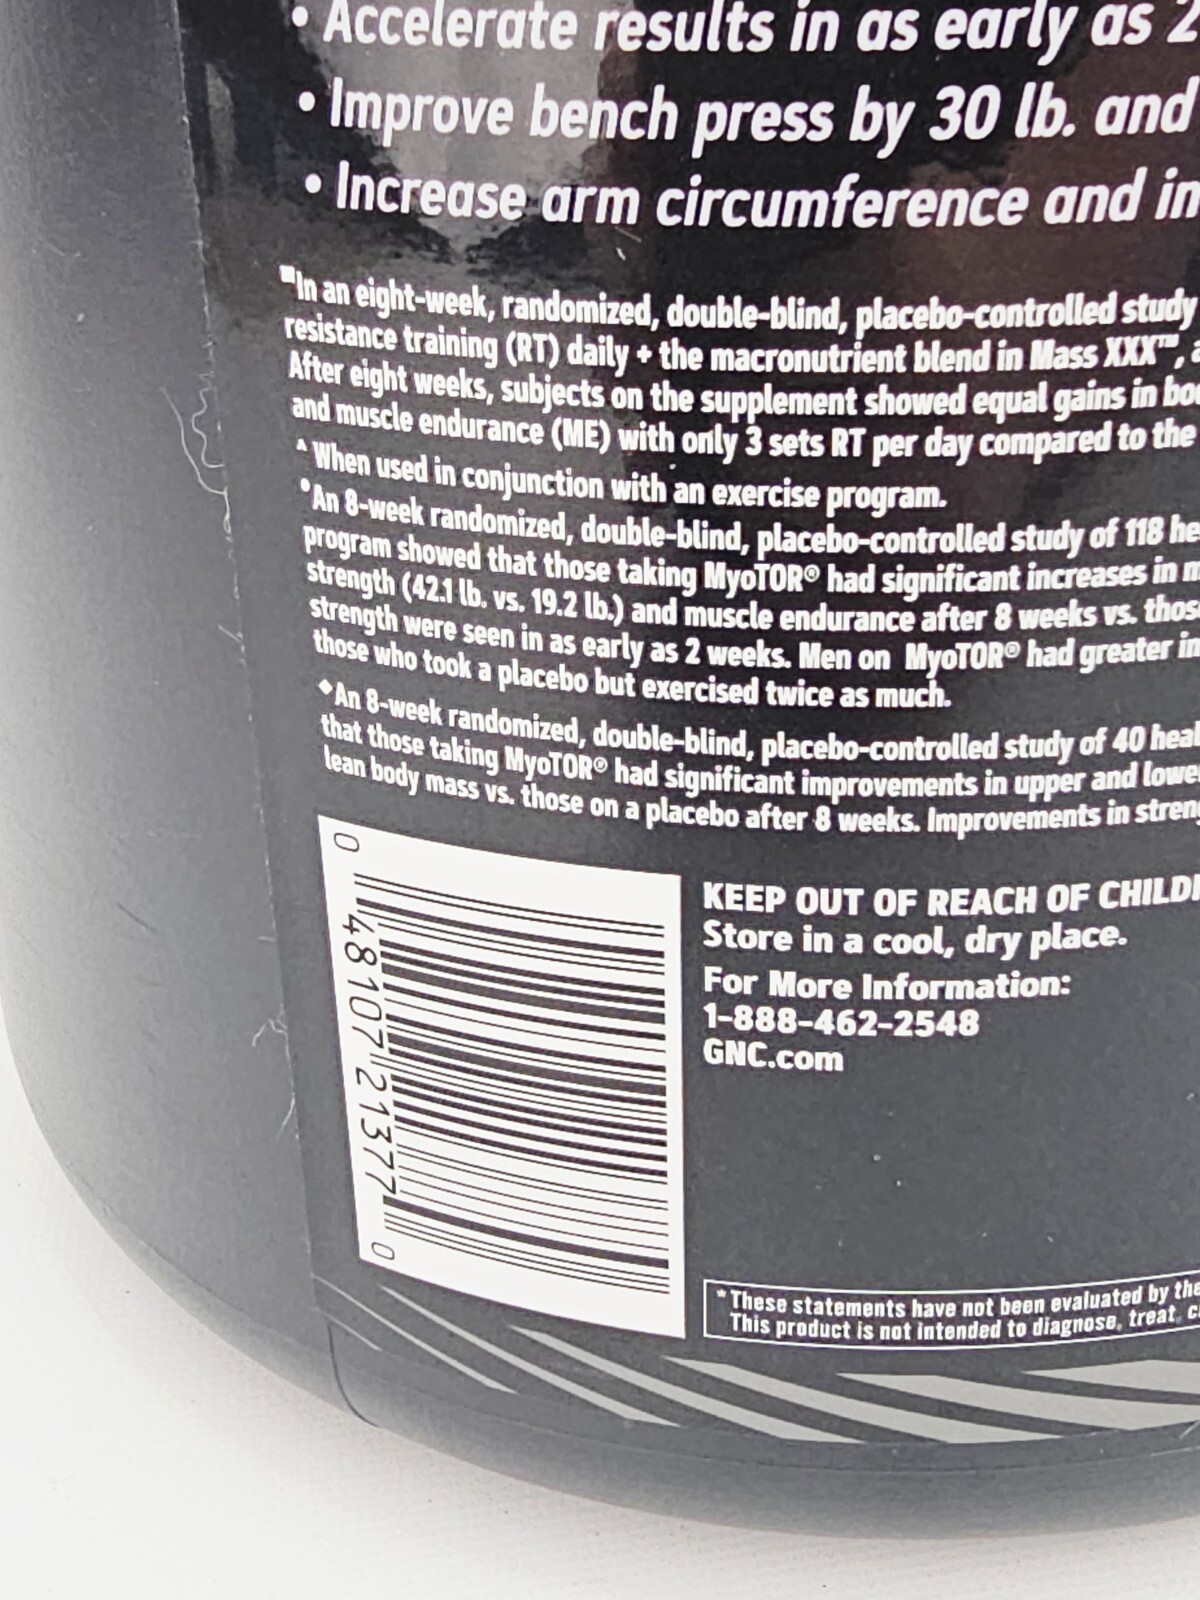 • Accelerate results in as early as 2
• Improve bench press by 30 lb. and
• Increase arm circumference and in
■In an eight-week, randomized, double-blind, placebo-controlled study
resistance training (RT) daily + the macronutrient blend in Mass XXX™, a
After eight weeks, subjects on the supplement showed equal gains in bo
and muscle endurance (ME) with only 3 sets RT per day compared to the
^ When used in conjunction with an exercise program.
•An 8-week randomized, double-blind, placebo-controlled study of 118 he
program showed that those taking MyoTOR® had significant increases in m
strength (42.1 lb. vs. 19.2 lb.) and muscle endurance after 8 weeks vs. thos
strength were seen in as early as 2 weeks. Men on MyoTOR® had greater in
those who took a placebo but exercised twice as much.
◆An 8-week randomized, double-blind, placebo-controlled study of 40 heal
that those taking MyoTOR® had significant improvements in upper and lowe
lean body mass vs. those on a placebo after 8 weeks. Improvements in streng
0 48107 21377 0
KEEP OUT OF REACH OF CHILD
Store in a cool, dry place.
For More Information:
1-888-462-2548
GNC.com
*These statements have not been evaluated by the
This product is not intended to diagnose, treat, c